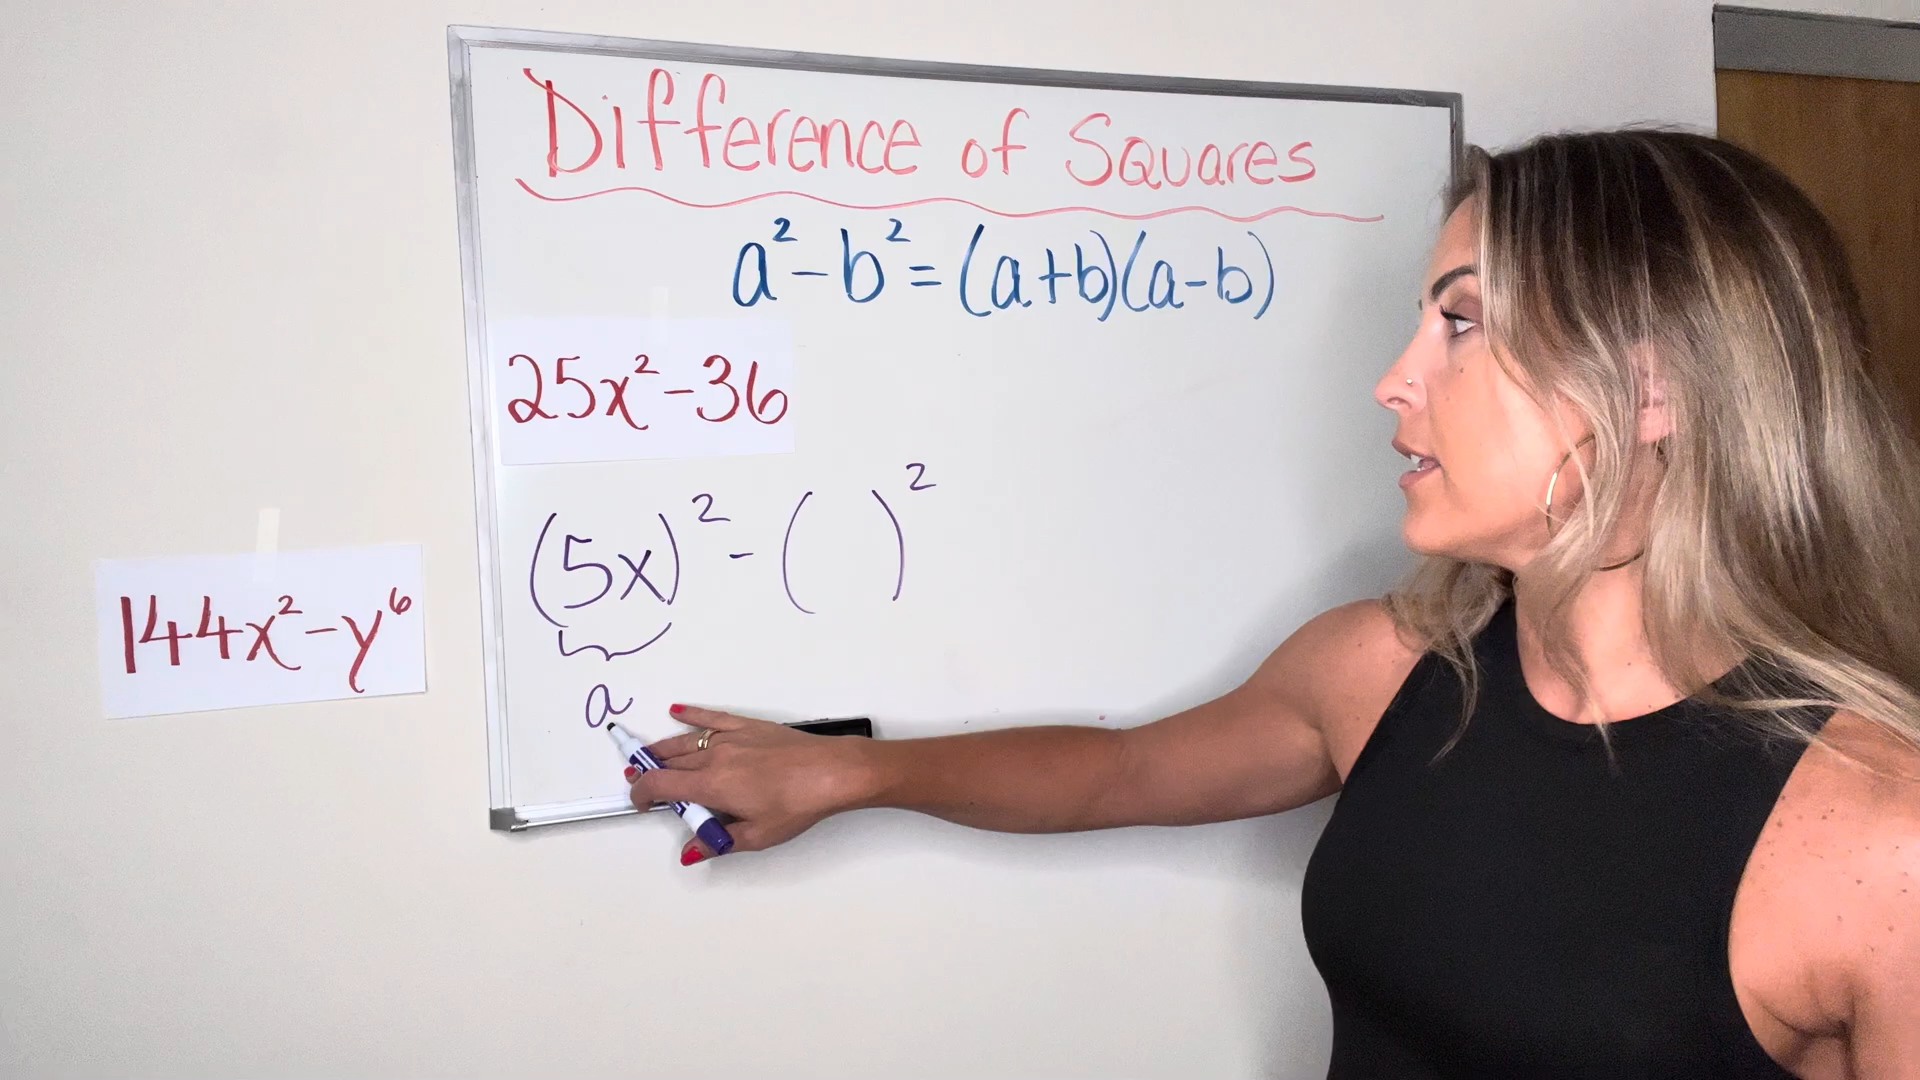 Difference of Squares
a² - b² = (a+b)(a-b)
25x² - 36
(5x)² - ( )²
a
144x² - y⁶